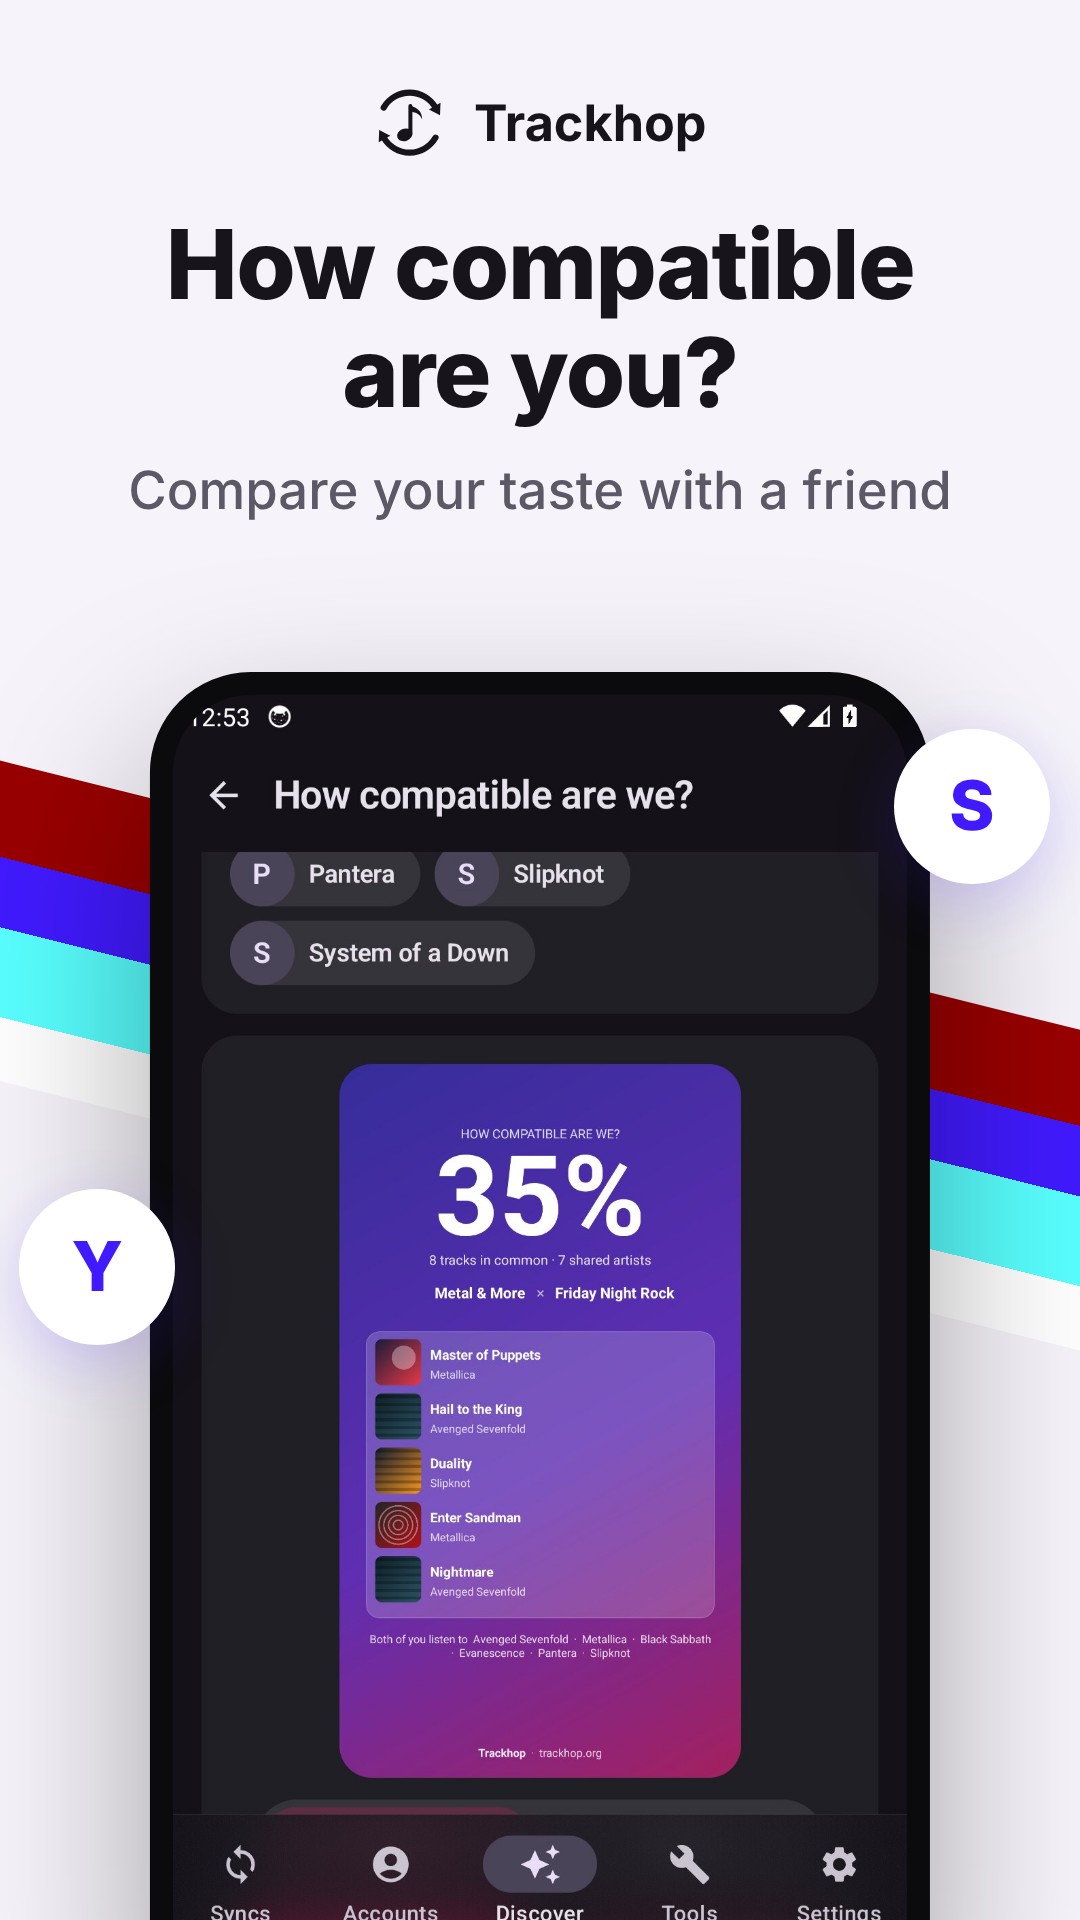 Trackhop
How compatible
are you?
Compare your taste with a friend
12:53
How compatible are we?
S
P Pantera S Slipknot
S System of a Down
HOW COMPATIBLE ARE WE?
35%
8 tracks in common · 7 shared artists
Y
Metal & More × Friday Night Rock
Master of Puppets
Metallica
Hail to the King
Avenged Sevenfold
Duality
Slipknot
Enter Sandman
Metallica
Nightmare
Avenged Sevenfold
Both of you listen to Avenged Sevenfold · Metallica · Black Sabbath
· Evanescence · Pantera · Slipknot
Trackhop · trackhop.org
Syncs Accounts Discover Tools Settings